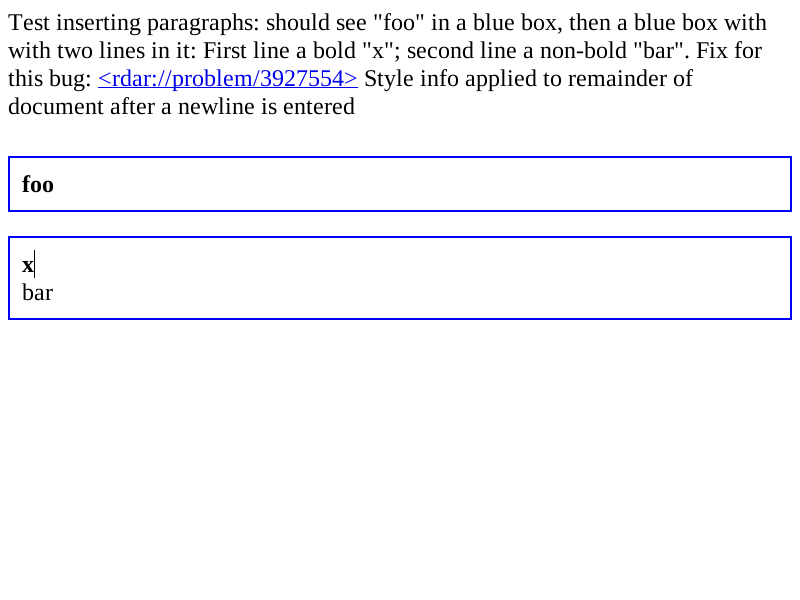 Test inserting paragraphs: should see "foo" in a blue box, then a blue box with
with two lines in it: First line a bold "x"; second line a non-bold "bar". Fix for
this bug: <rdar://problem/3927554> Style info applied to remainder of
document after a newline is entered
foo
x
bar